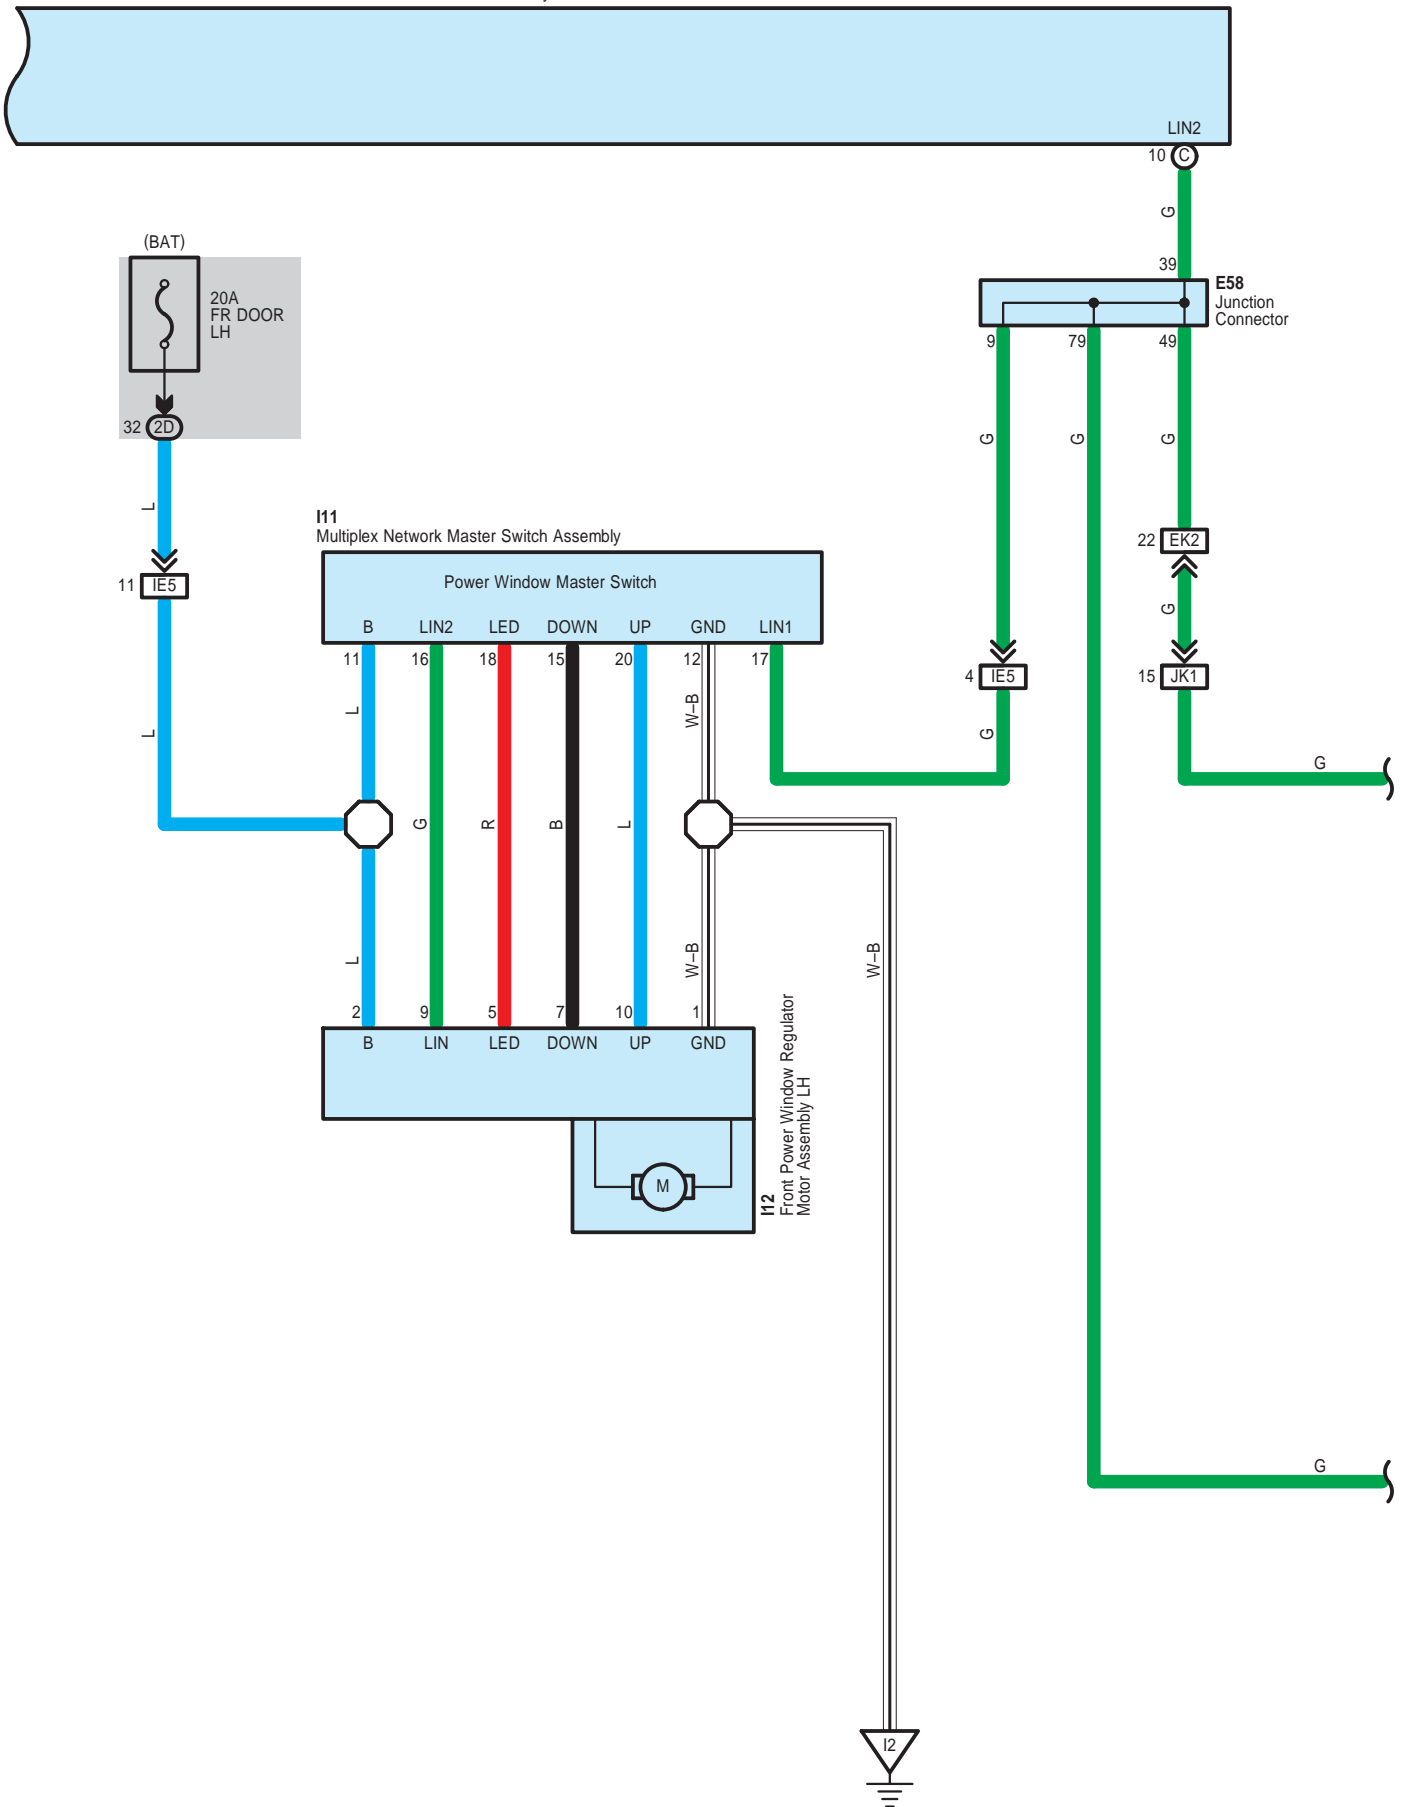 LIN2
10 C
G
(BAT)
39
E58
Junction
Connector
20A
FR DOOR
LH
9 79 49
32 2D
G G G
L
I11
Multiplex Network Master Switch Assembly
22 EK2
11 IE5
Power Window Master Switch
G
B LIN2 LED DOWN UP GND LIN1
11 16 18 15 20 12 17
4 IE5
15 JK1
L
L
W–B
G
G
G R B L
L
W–B
W–B
2 9 5 7 10 1
B LIN LED DOWN UP GND
I12
Front Power Window Regulator
Motor Assembly LH
M
G
I2